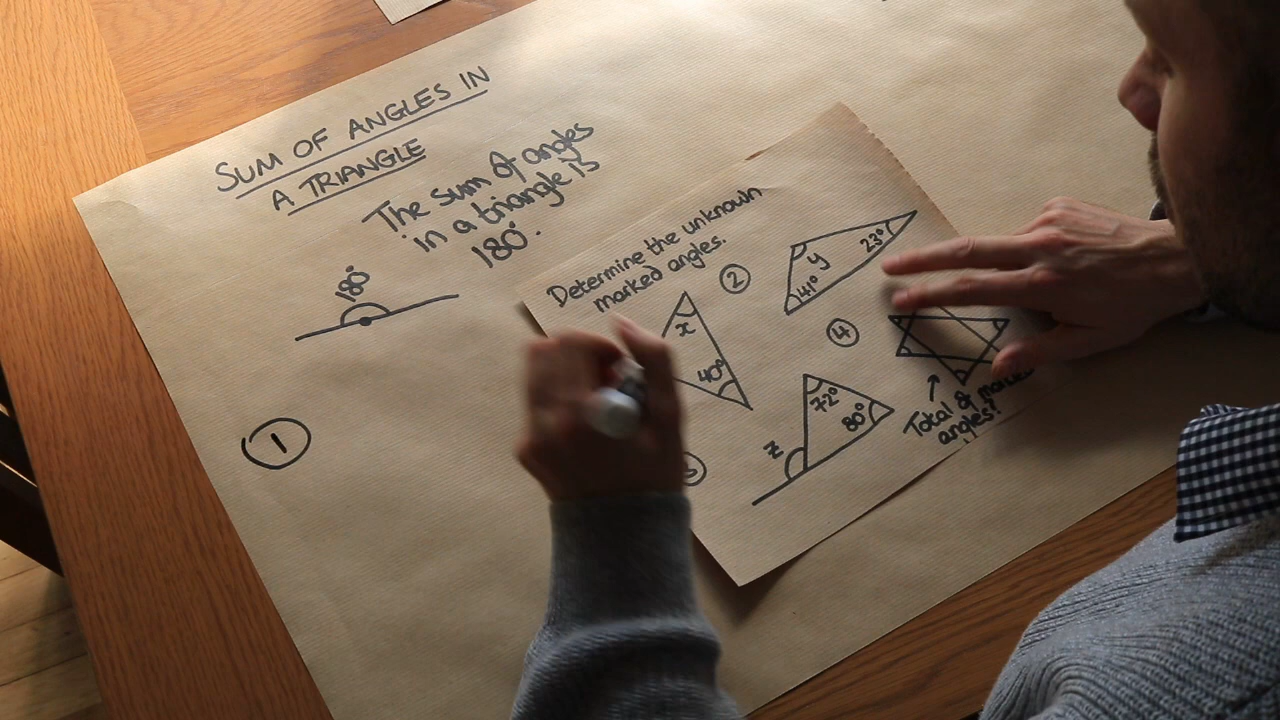 SUM OF ANGLES IN
A TRIANGLE
The sum of angles
in a triangle is
180°.
180°
1
Determine the unknown
marked angles.
x
40°
2
y
41°
23°
z
72°
80°
4
Total of marked
angles!